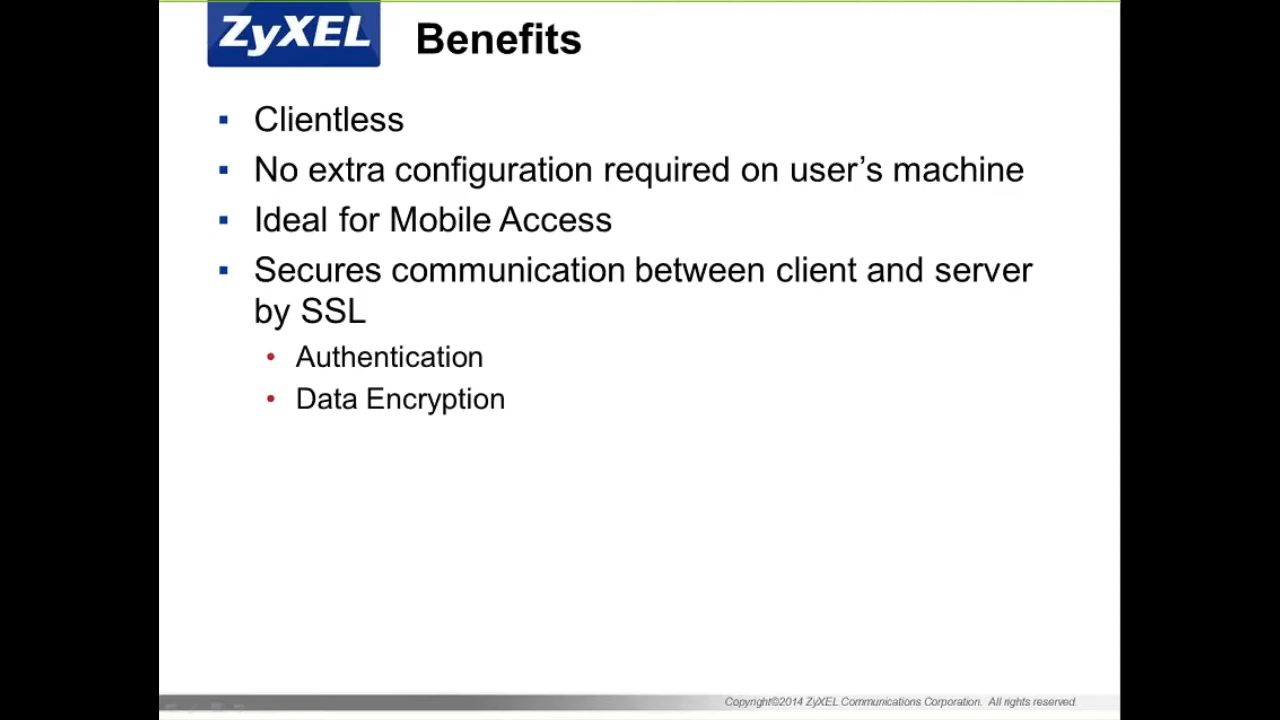 ZyXEL
Benefits
▪ Clientless
▪ No extra configuration required on user’s machine
▪ Ideal for Mobile Access
▪ Secures communication between client and server
by SSL
• Authentication
• Data Encryption
Copyright©2014 ZyXEL Communications Corporation. All rights reserved.